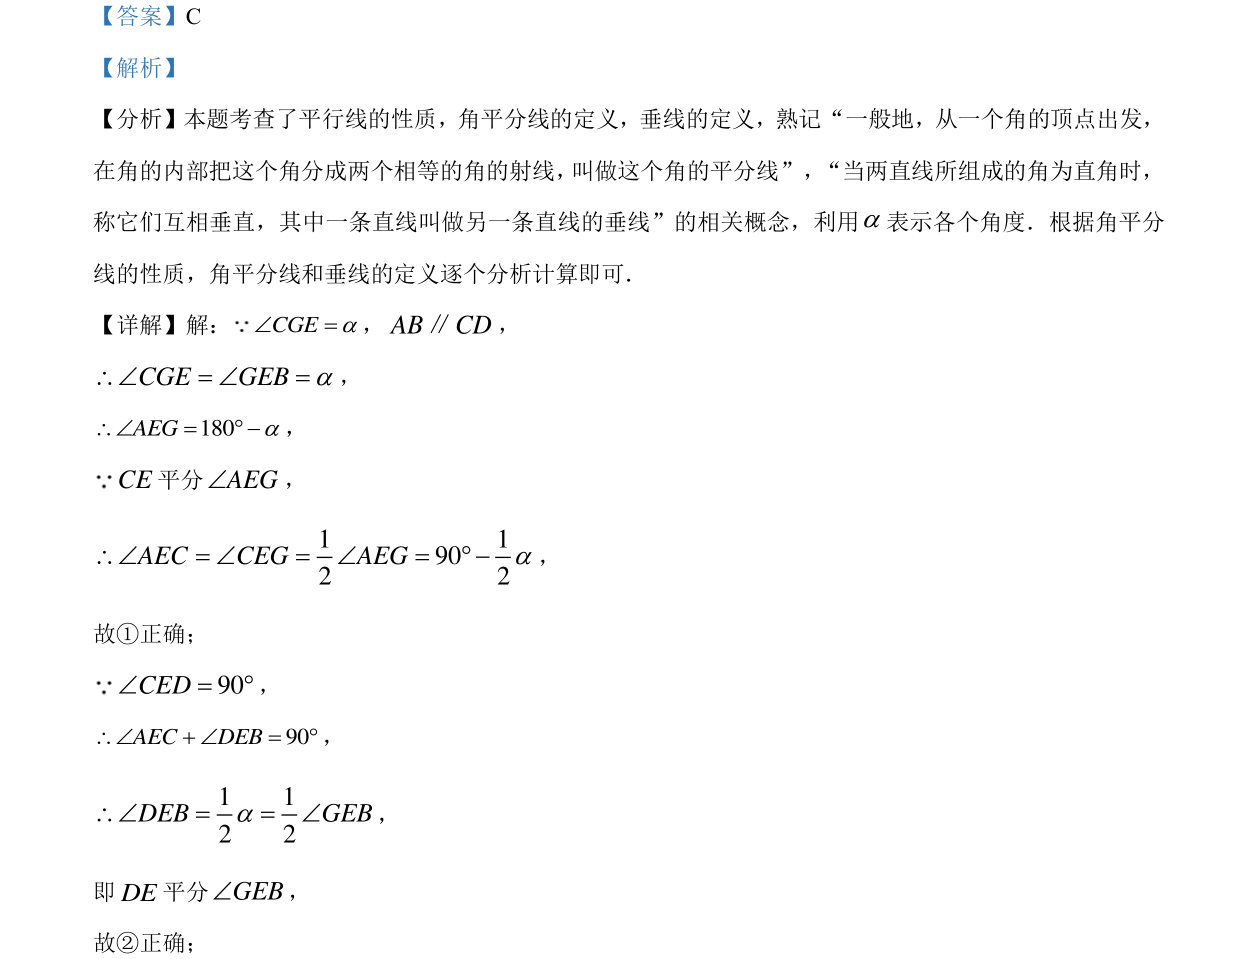 【答案】C
【解析】
【分析】本题考查了平行线的性质，角平分线的定义，垂线的定义，熟记“一般地，从一个角的顶点出发，
在角的内部把这个角分成两个相等的角的射线，叫做这个角的平分线”，“当两直线所组成的角为直角时，
称它们互相垂直，其中一条直线叫做另一条直线的垂线”的相关概念，利用α表示各个角度．根据角平分
线的性质，角平分线和垂线的定义逐个分析计算即可．
【详解】解：∵∠CGE=α，AB∥CD，
∴∠CGE=∠GEB=α，
∴∠AEG=180°−α，
∵CE平分∠AEG，
∴∠AEC=∠CEG=1/2∠AEG=90°−1/2α，
故①正确；
∵∠CED=90°，
∴∠AEC+∠DEB=90°，
∴∠DEB=1/2α=1/2∠GEB，
即DE平分∠GEB，
故②正确；